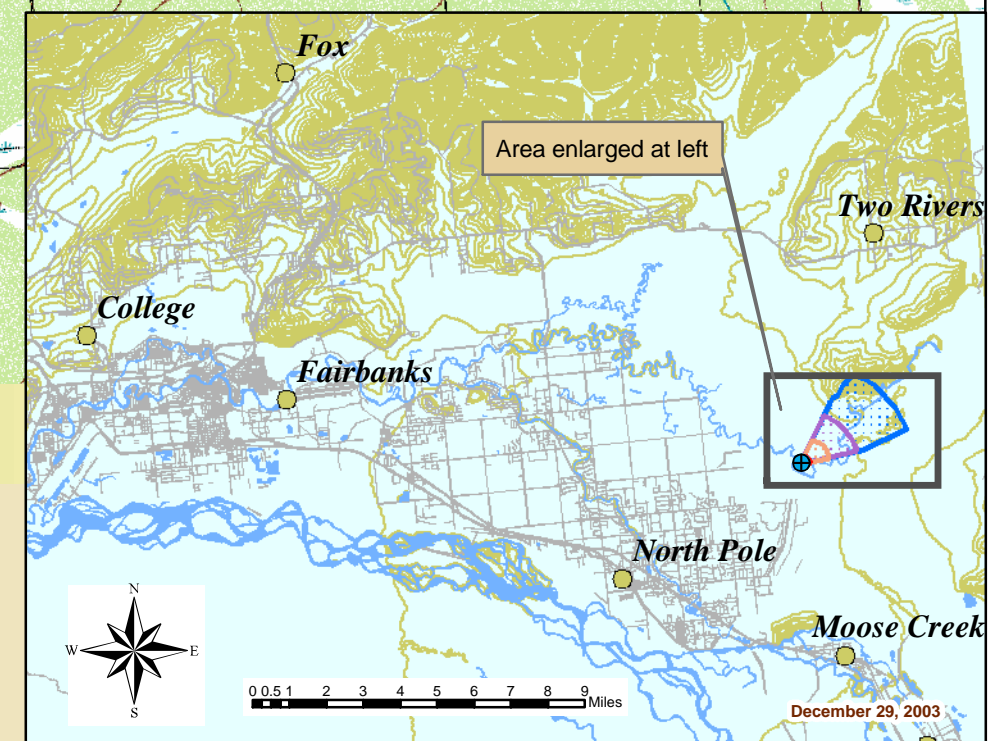 Fox
Area enlarged at left
Two Rivers
College
Fairbanks
North Pole
Moose Creek
N
W E
S
0 0.5 1 2 3 4 5 6 7 8 9 Miles
December 29, 2003